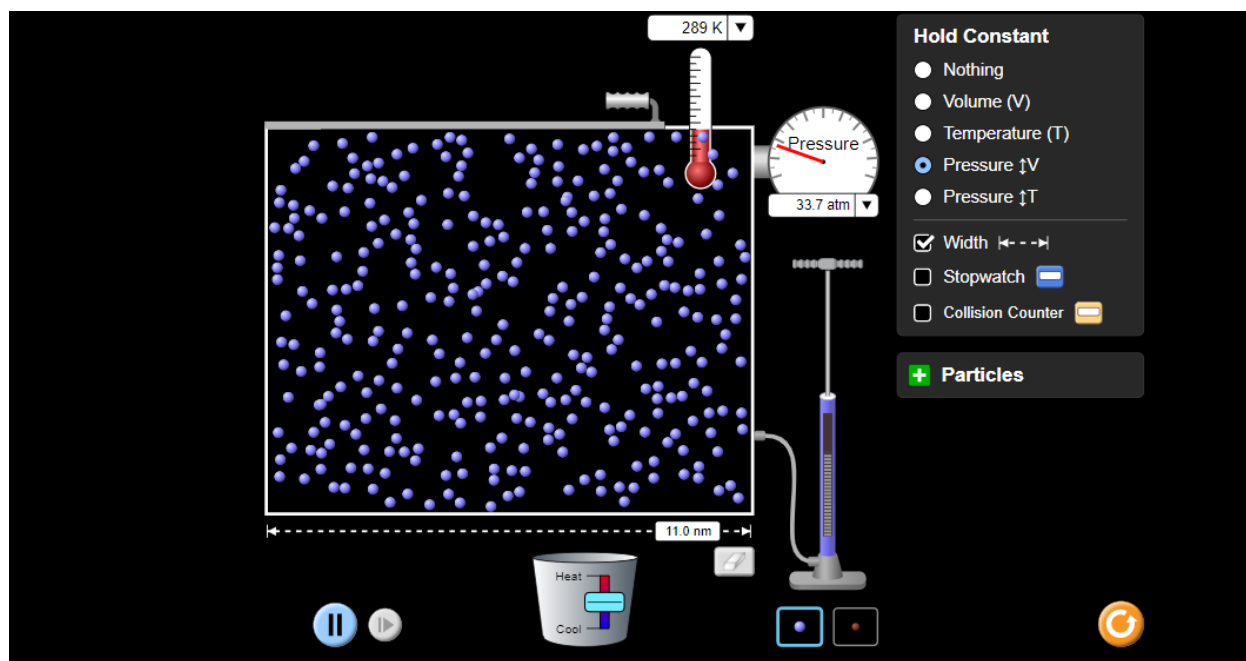 289 K
Pressure
33.7 atm
Hold Constant
Nothing
Volume (V)
Temperature (T)
Pressure ↕V
Pressure ↕T
Width
Stopwatch
Collision Counter
Particles
11.0 nm
Heat
Cool